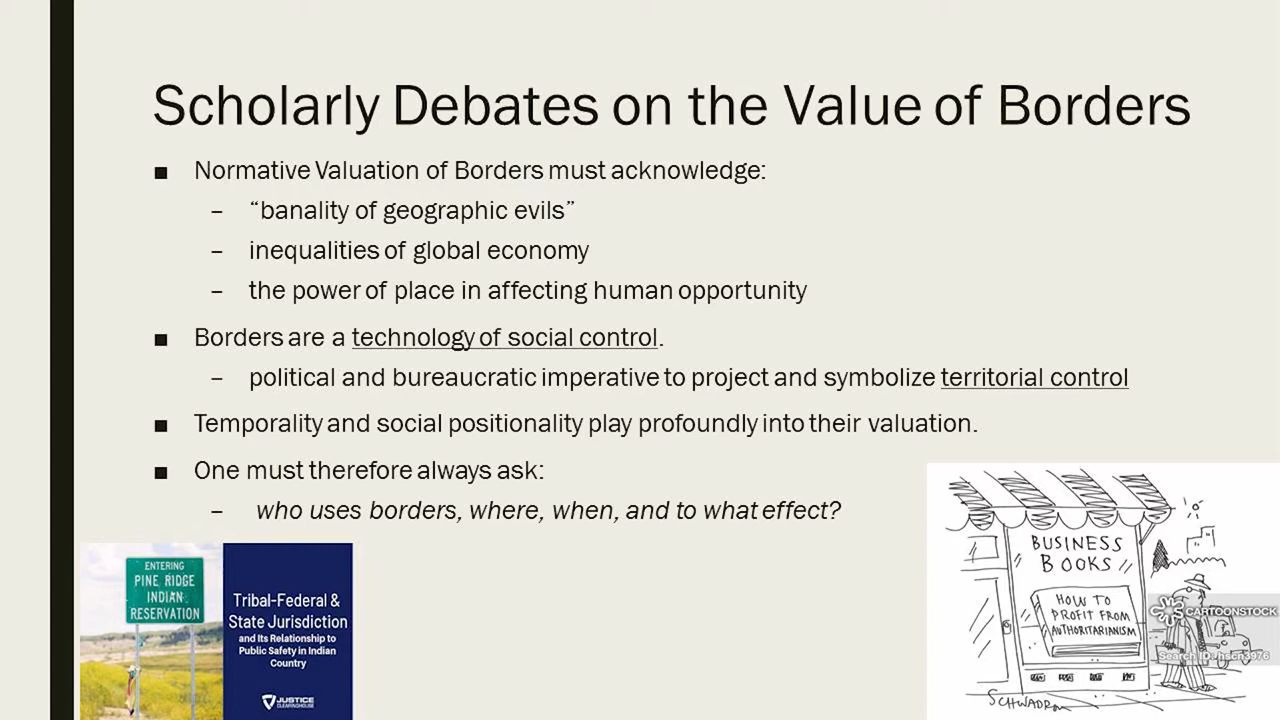 Scholarly Debates on the Value of Borders
■ Normative Valuation of Borders must acknowledge:
– “banality of geographic evils”
– inequalities of global economy
– the power of place in affecting human opportunity
■ Borders are a technology of social control.
– political and bureaucratic imperative to project and symbolize territorial control
■ Temporality and social positionality play profoundly into their valuation.
■ One must therefore always ask:
– who uses borders, where, when, and to what effect?
ENTERING
PINE RIDGE
INDIAN
RESERVATION
Tribal-Federal &
State Jurisdiction
and Its Relationship to
Public Safety in Indian
Country
JUSTICE
CLEARINGHOUSE
BUSINESS
BOOKS
HOW TO
PROFIT FROM
AUTHORITARIANISM
CARTOONSTOCK
Search ID:
SCHWADRON